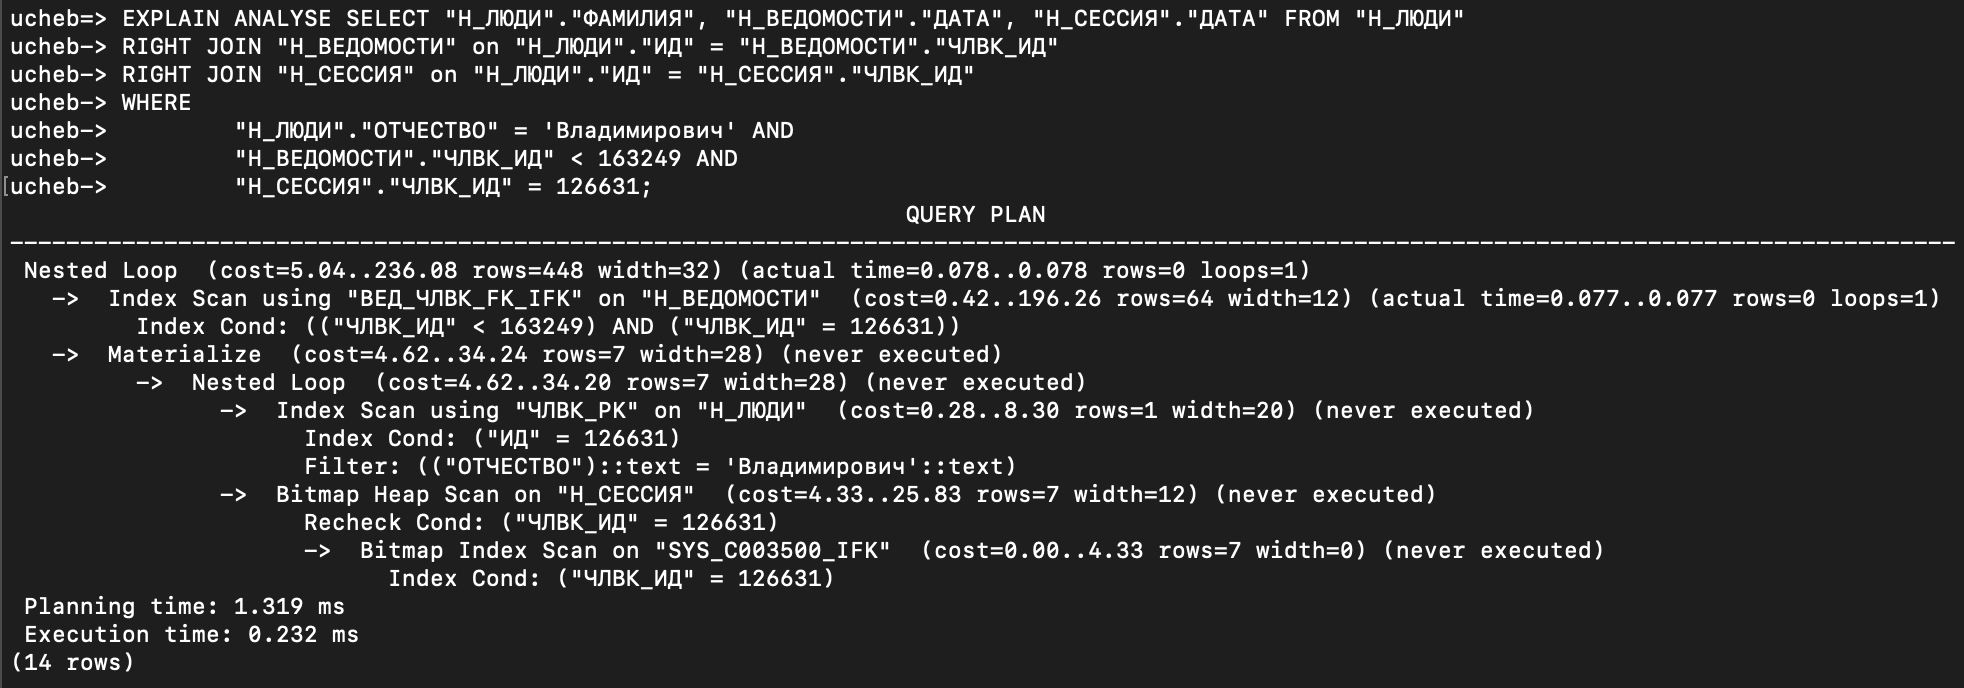 ucheb=> EXPLAIN ANALYSE SELECT "Н_ЛЮДИ"."ФАМИЛИЯ", "Н_ВЕДОМОСТИ"."ДАТА", "Н_СЕССИЯ"."ДАТА" FROM "Н_ЛЮДИ"
ucheb-> RIGHT JOIN "Н_ВЕДОМОСТИ" on "Н_ЛЮДИ"."ИД" = "Н_ВЕДОМОСТИ"."ЧЛВК_ИД"
ucheb-> RIGHT JOIN "Н_СЕССИЯ" on "Н_ЛЮДИ"."ИД" = "Н_СЕССИЯ"."ЧЛВК_ИД"
ucheb-> WHERE
ucheb->         "Н_ЛЮДИ"."ОТЧЕСТВО" = 'Владимирович' AND
ucheb->         "Н_ВЕДОМОСТИ"."ЧЛВК_ИД" < 163249 AND
[ucheb->         "Н_СЕССИЯ"."ЧЛВК_ИД" = 126631;
QUERY PLAN
-------------------------------------------------------------------------------------------------------------------------------------------
 Nested Loop  (cost=5.04..236.08 rows=448 width=32) (actual time=0.078..0.078 rows=0 loops=1)
   ->  Index Scan using "ВЕД_ЧЛВК_FK_IFK" on "Н_ВЕДОМОСТИ"  (cost=0.42..196.26 rows=64 width=12) (actual time=0.077..0.077 rows=0 loops=1)
         Index Cond: (("ЧЛВК_ИД" < 163249) AND ("ЧЛВК_ИД" = 126631))
   ->  Materialize  (cost=4.62..34.24 rows=7 width=28) (never executed)
         ->  Nested Loop  (cost=4.62..34.20 rows=7 width=28) (never executed)
               ->  Index Scan using "ЧЛВК_PK" on "Н_ЛЮДИ"  (cost=0.28..8.30 rows=1 width=20) (never executed)
                     Index Cond: ("ИД" = 126631)
                     Filter: (("ОТЧЕСТВО")::text = 'Владимирович'::text)
               ->  Bitmap Heap Scan on "Н_СЕССИЯ"  (cost=4.33..25.83 rows=7 width=12) (never executed)
                     Recheck Cond: ("ЧЛВК_ИД" = 126631)
                     ->  Bitmap Index Scan on "SYS_C003500_IFK"  (cost=0.00..4.33 rows=7 width=0) (never executed)
                           Index Cond: ("ЧЛВК_ИД" = 126631)
 Planning time: 1.319 ms
 Execution time: 0.232 ms
(14 rows)